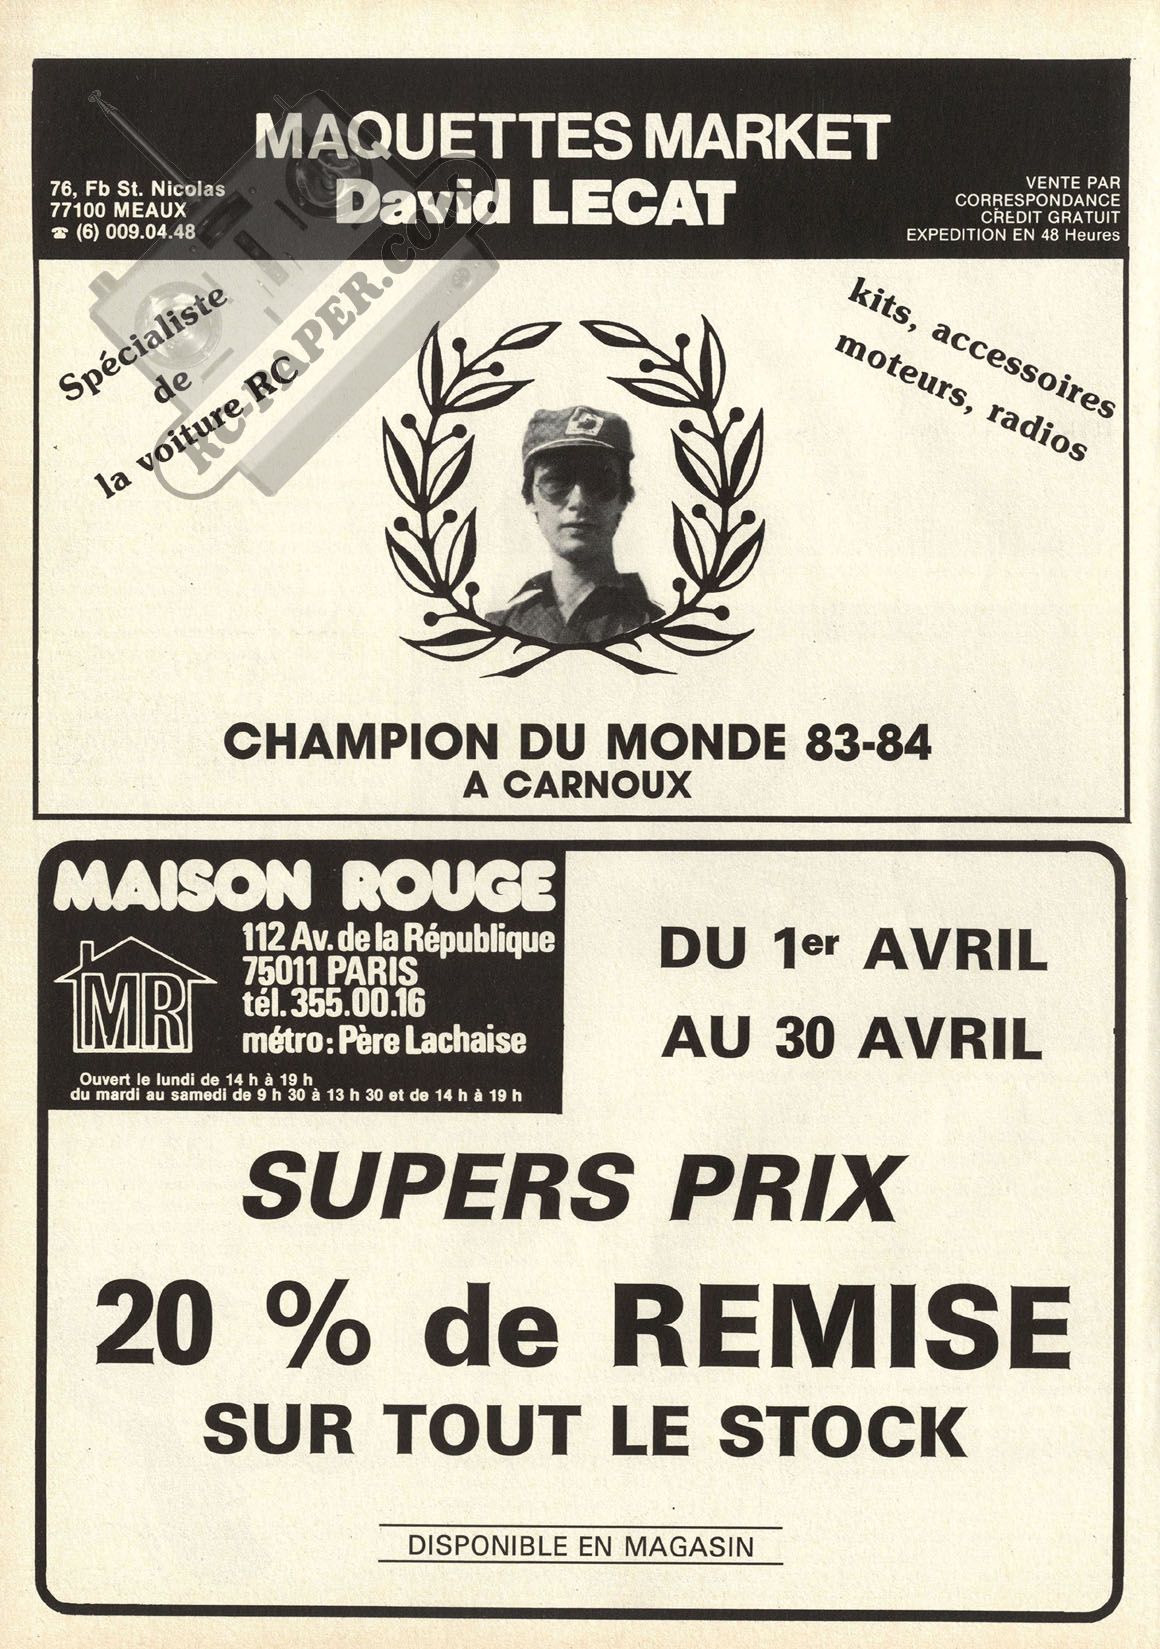 MAQUETTES MARKET
David LECAT
76, Fb St. Nicolas
77100 MEAUX
☎ (6) 009.04.48
VENTE PAR
CORRESPONDANCE
CREDIT GRATUIT
EXPEDITION EN 48 Heures
Spécialiste
de
la voiture RC
RC-PAPER.com
kits, accessoires
moteurs, radios
CHAMPION DU MONDE 83-84
A CARNOUX
MAISON ROUGE
MR
112 Av. de la République
75011 PARIS
tél. 355.00.16
métro: Père Lachaise
Ouvert le lundi de 14 h à 19 h
du mardi au samedi de 9 h 30 à 13 h 30 et de 14 h à 19 h
DU 1er AVRIL
AU 30 AVRIL
SUPERS PRIX
20 % de REMISE
SUR TOUT LE STOCK
DISPONIBLE EN MAGASIN